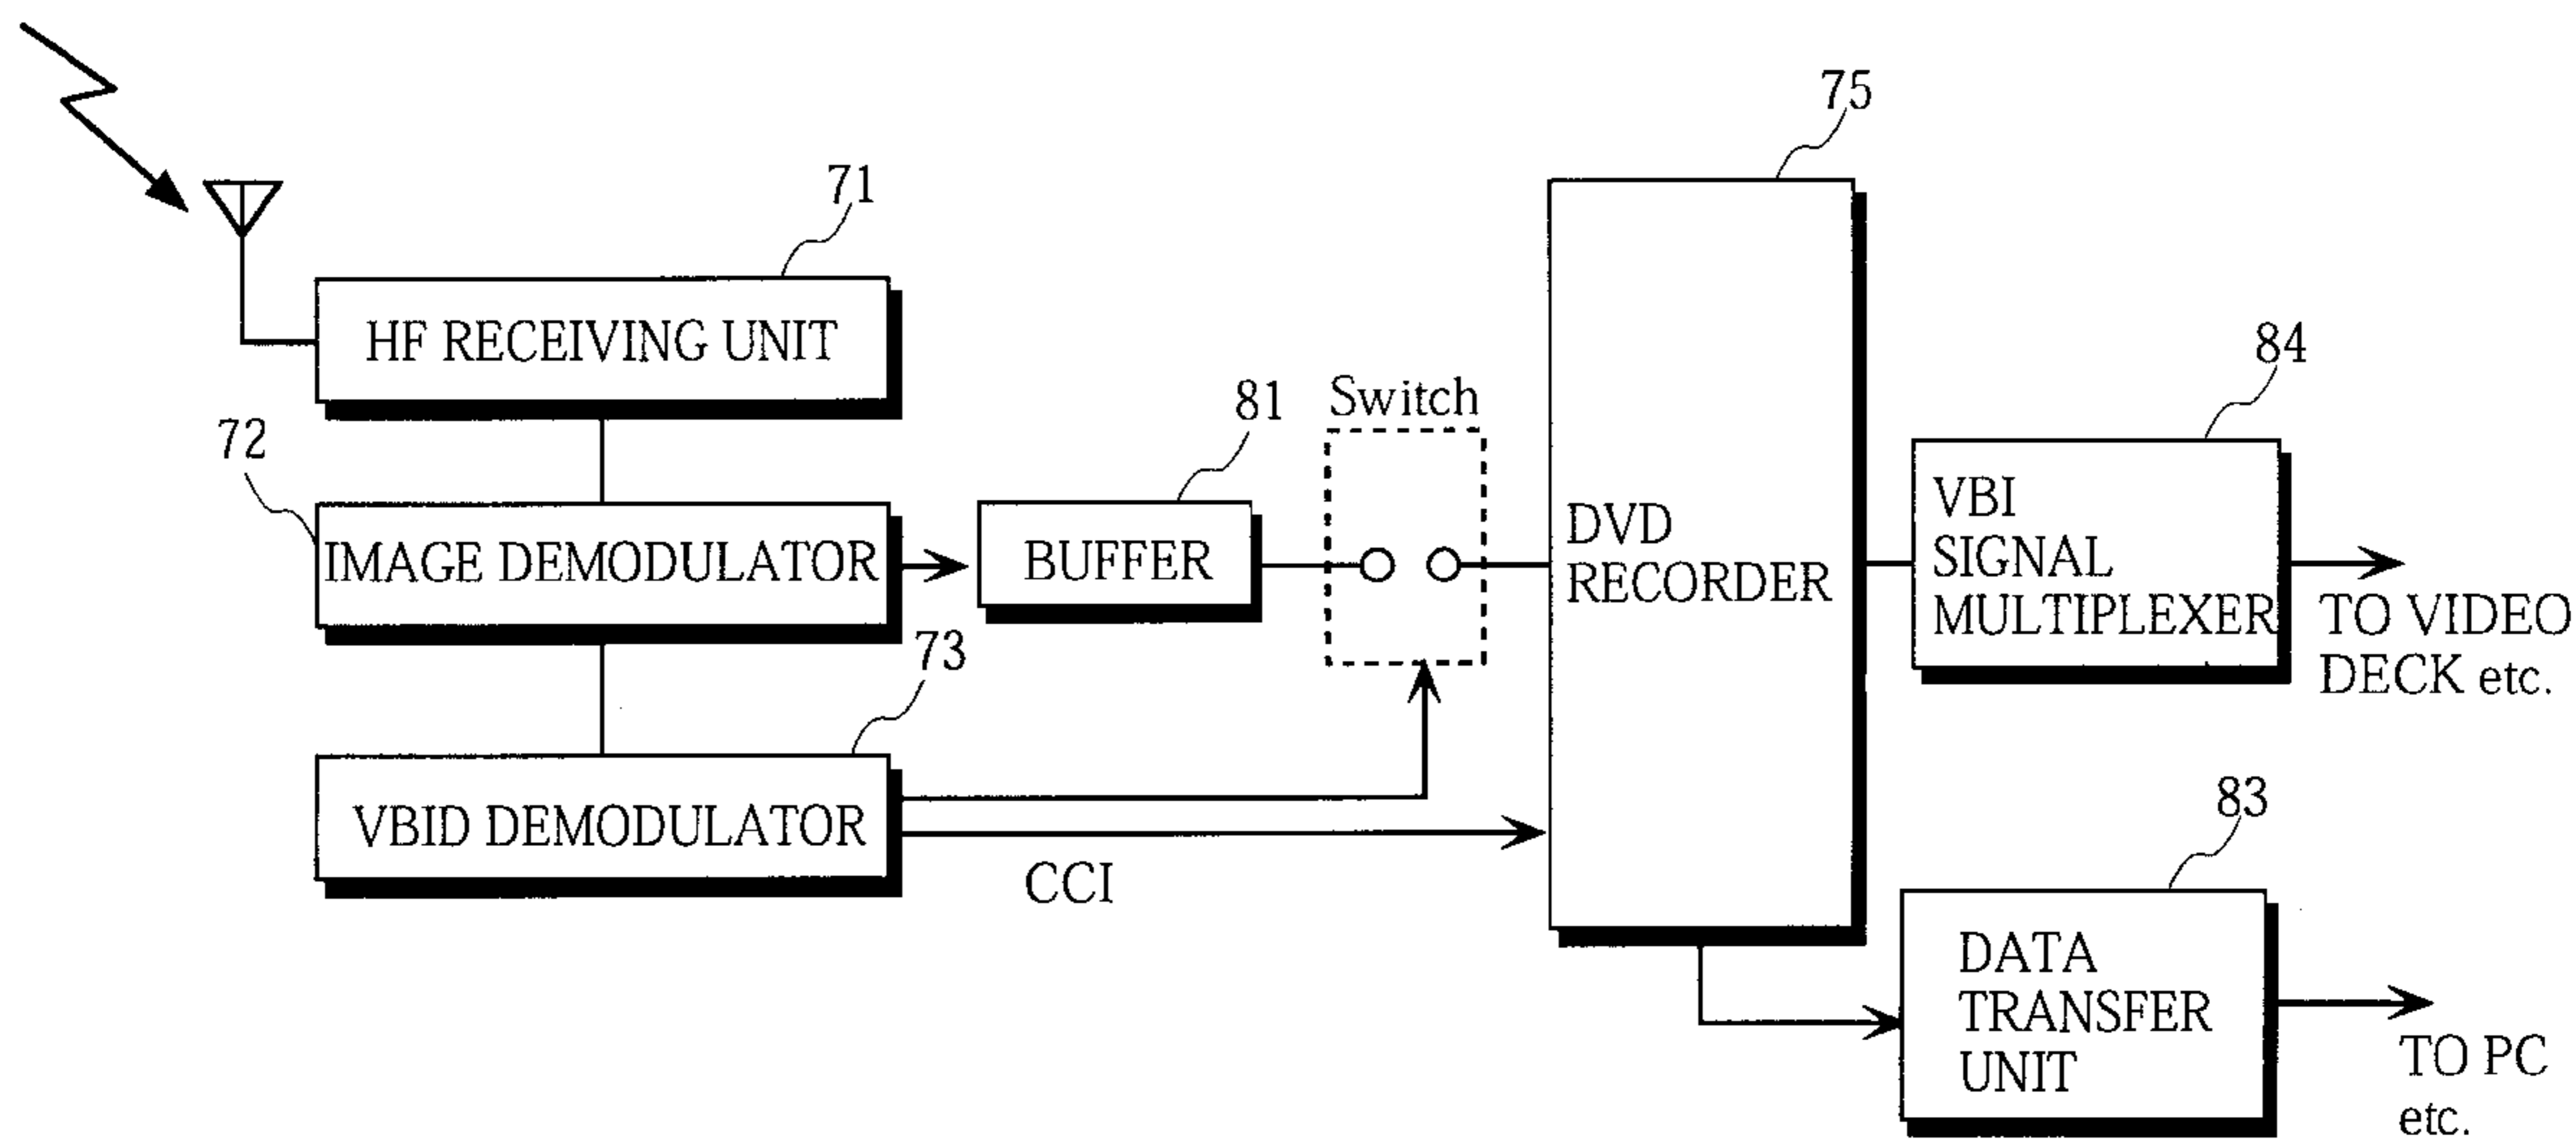 75
71
HF RECEIVING UNIT
84
72
81
Switch
IMAGE DEMODULATOR
BUFFER
DVD
RECORDER
VBI
SIGNAL
MULTIPLEXER
TO VIDEO
DECK etc.
73
VBID DEMODULATOR
CCI
83
DATA
TRANSFER
UNIT
TO PC
etc.